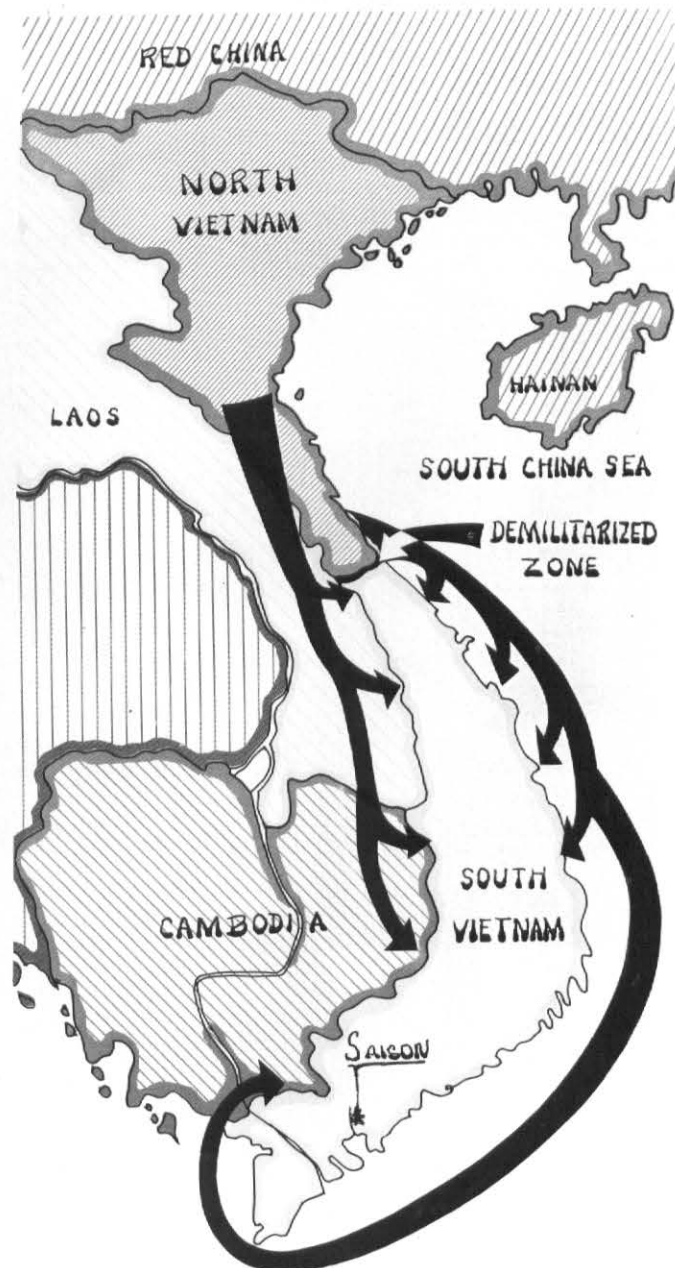 RED CHINA
NORTH
VIETNAM
HAINAN
LAOS
SOUTH CHINA SEA
DEMILITARIZED
ZONE
SOUTH
VIETNAM
CAMBODIA
SAIGON